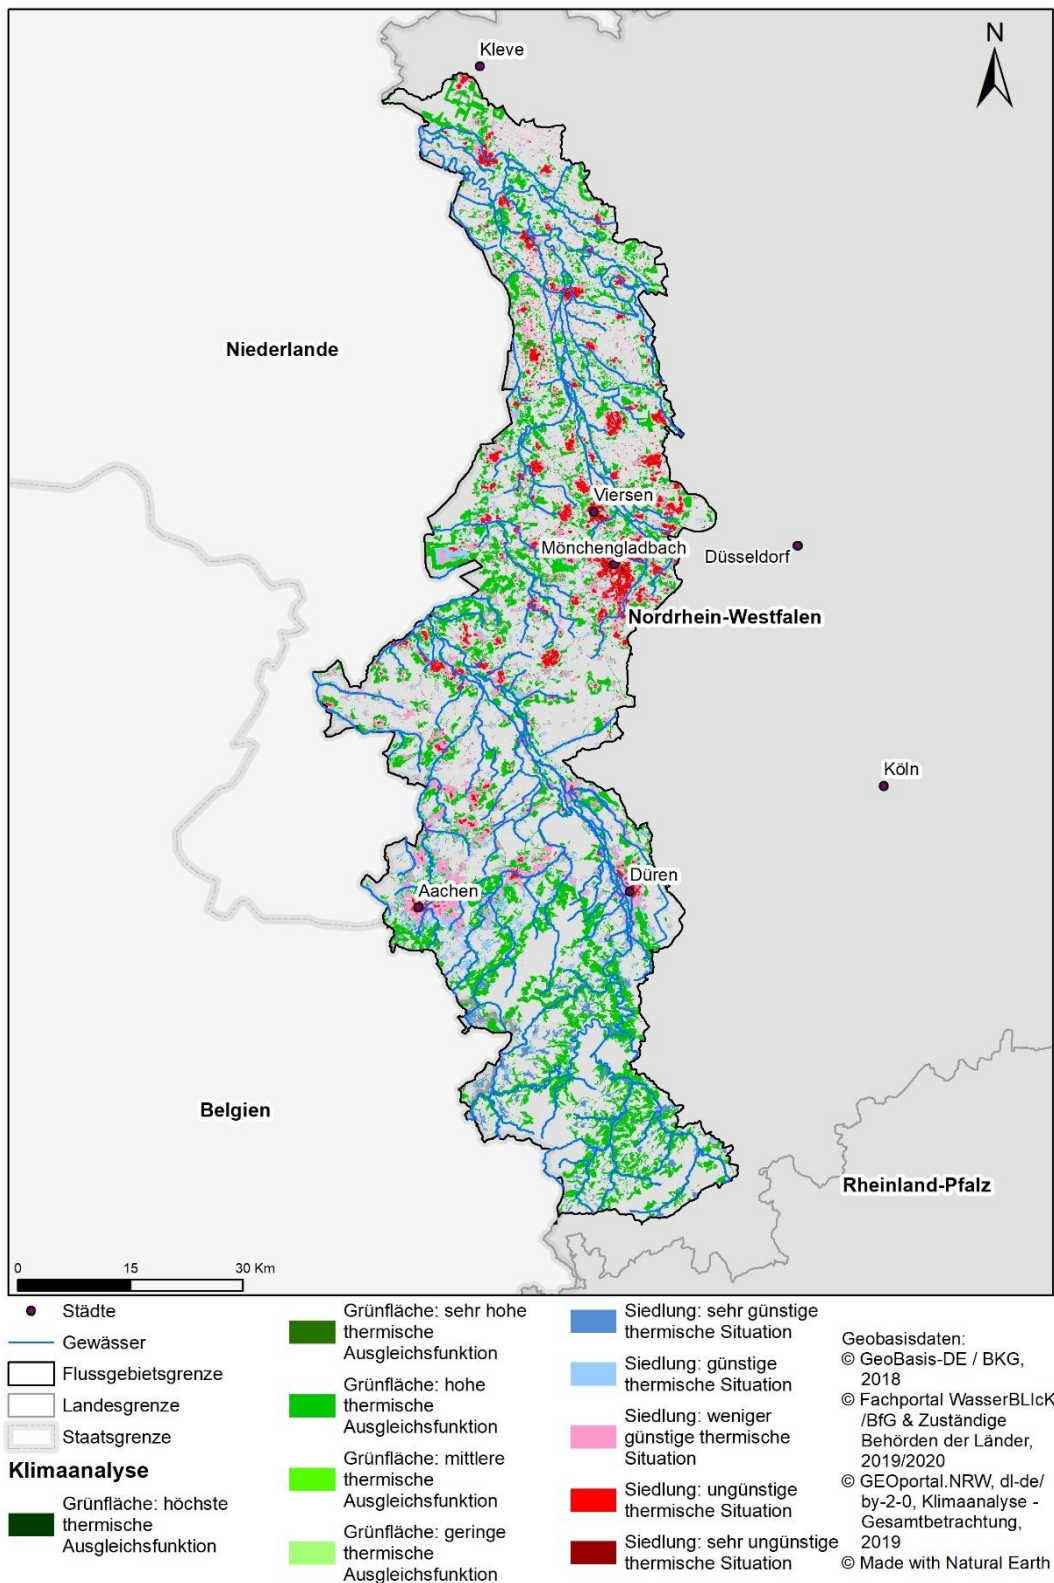 Kleve
N
Niederlande
Viersen
Mönchengladbach
Düsseldorf
Nordrhein-Westfalen
Köln
Düren
Aachen
Belgien
Rheinland-Pfalz
0 15 30 Km
Städte
Gewässer
Flussgebietsgrenze
Landesgrenze
Staatsgrenze
Klimaanalyse
Grünfläche: höchste
thermische
Ausgleichsfunktion
Grünfläche: sehr hohe
thermische
Ausgleichsfunktion
Grünfläche: hohe
thermische
Ausgleichsfunktion
Grünfläche: mittlere
thermische
Ausgleichsfunktion
Grünfläche: geringe
thermische
Ausgleichsfunktion
Siedlung: sehr günstige
thermische Situation
Siedlung: günstige
thermische Situation
Siedlung: weniger
günstige thermische
Situation
Siedlung: ungünstige
thermische Situation
Siedlung: sehr ungünstige
thermische Situation
Geobasisdaten:
© GeoBasis-DE / BKG,
2018
© Fachportal WasserBLIcK
/BfG & Zuständige
Behörden der Länder,
2019/2020
© GEOportal.NRW, dl-de/
by-2-0, Klimaanalyse -
Gesamtbetrachtung,
2019
© Made with Natural Earth